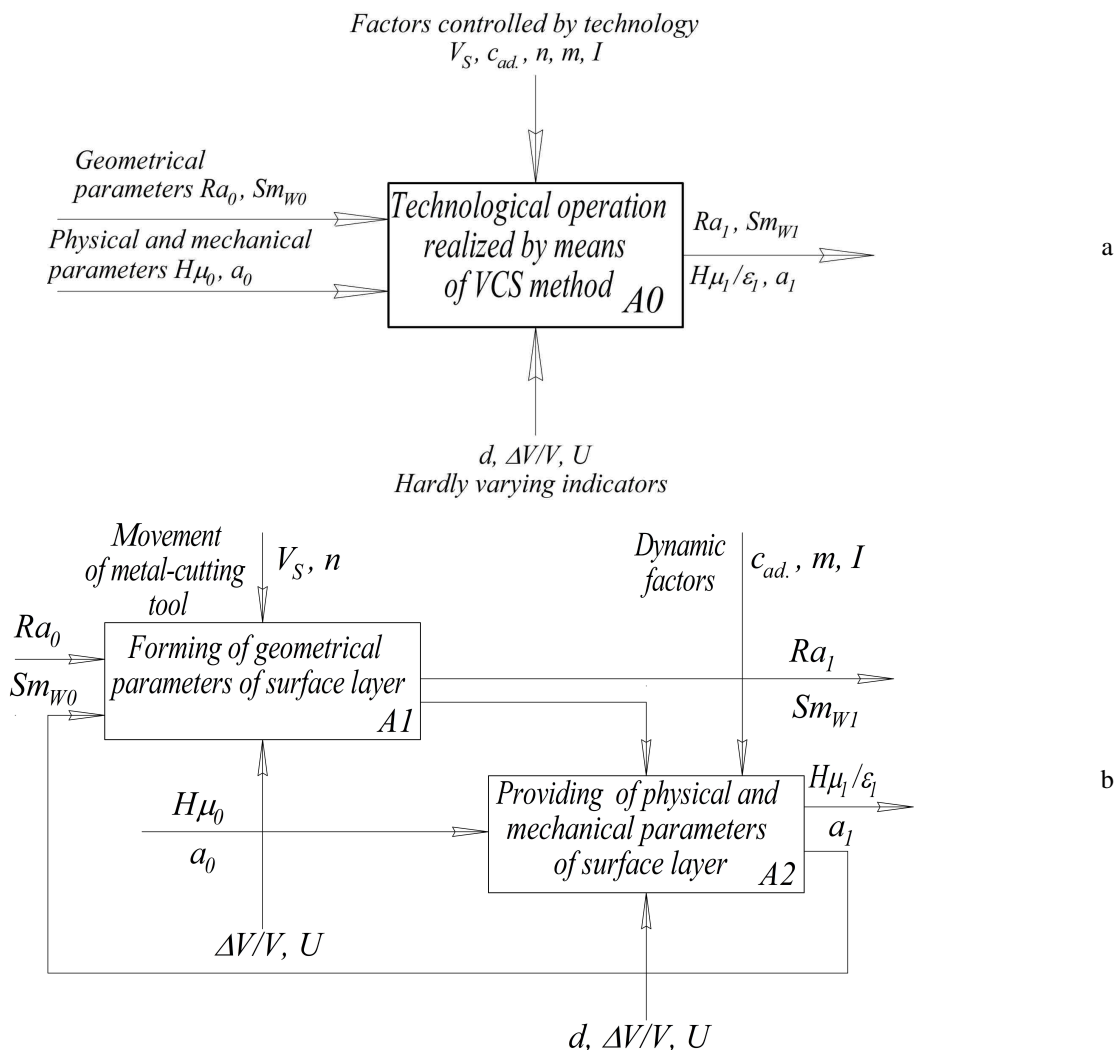 Factors controlled by technology
V_S, c_ad., n, m, I
Geometrical
parameters Ra_0, Sm_W0
Physical and mechanical
parameters Hμ_0, a_0
Technological operation
realized by means
of VCS method
A0
Ra_1, Sm_W1
Hμ_1/ε_1, a_1
a
d, ΔV/V, U
Hardly varying indicators
Movement
of metal-cutting
tool
V_S, n
Dynamic
factors
c_ad., m, I
Ra_0
Sm_W0
Forming of geometrical
parameters of surface layer
A1
Ra_1
Sm_W1
Hμ_0
a_0
Providing of physical and
mechanical parameters
of surface layer
A2
Hμ_1/ε_1
a_1
b
ΔV/V, U
d, ΔV/V, U